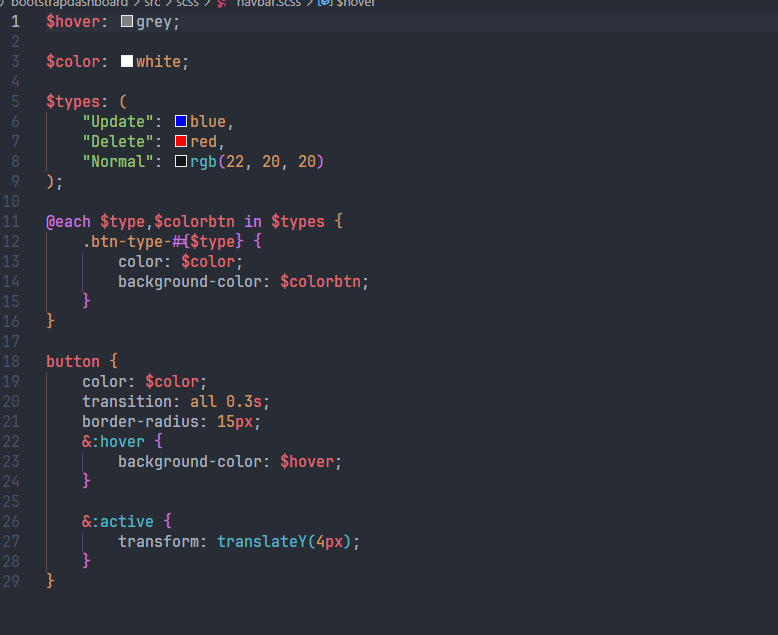 bootstrapdashboard > src > scss > navbar.scss > $hover
1 $hover: grey;
2
3 $color: white;
4
5 $types: (
6     "Update": blue,
7     "Delete": red,
8     "Normal": rgb(22, 20, 20)
9 );
10
11 @each $type,$colorbtn in $types {
12     .btn-type-#{$type} {
13         color: $color;
14         background-color: $colorbtn;
15     }
16 }
17
18 button {
19     color: $color;
20     transition: all 0.3s;
21     border-radius: 15px;
22     &:hover {
23         background-color: $hover;
24     }
25
26     &:active {
27         transform: translateY(4px);
28     }
29 }